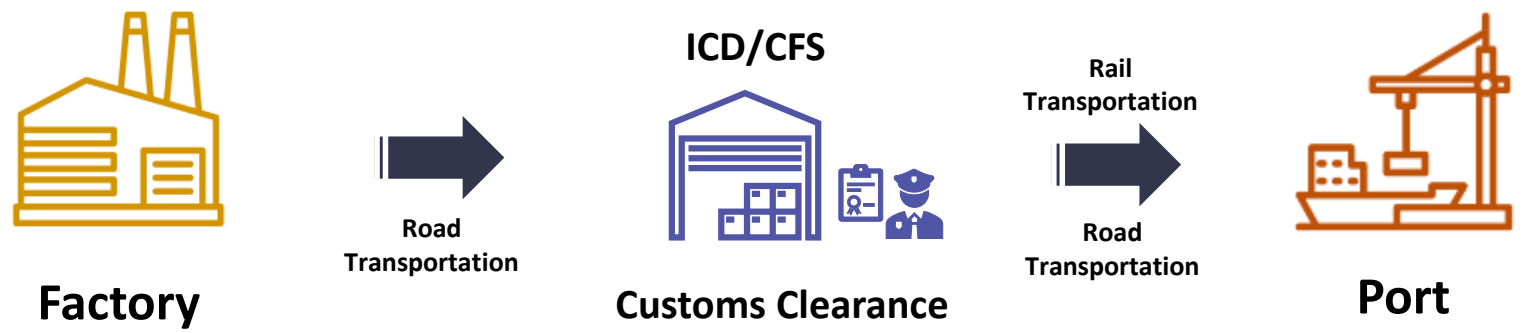 Factory
Road
Transportation
ICD/CFS
Customs Clearance
Rail
Transportation
Road
Transportation
Port